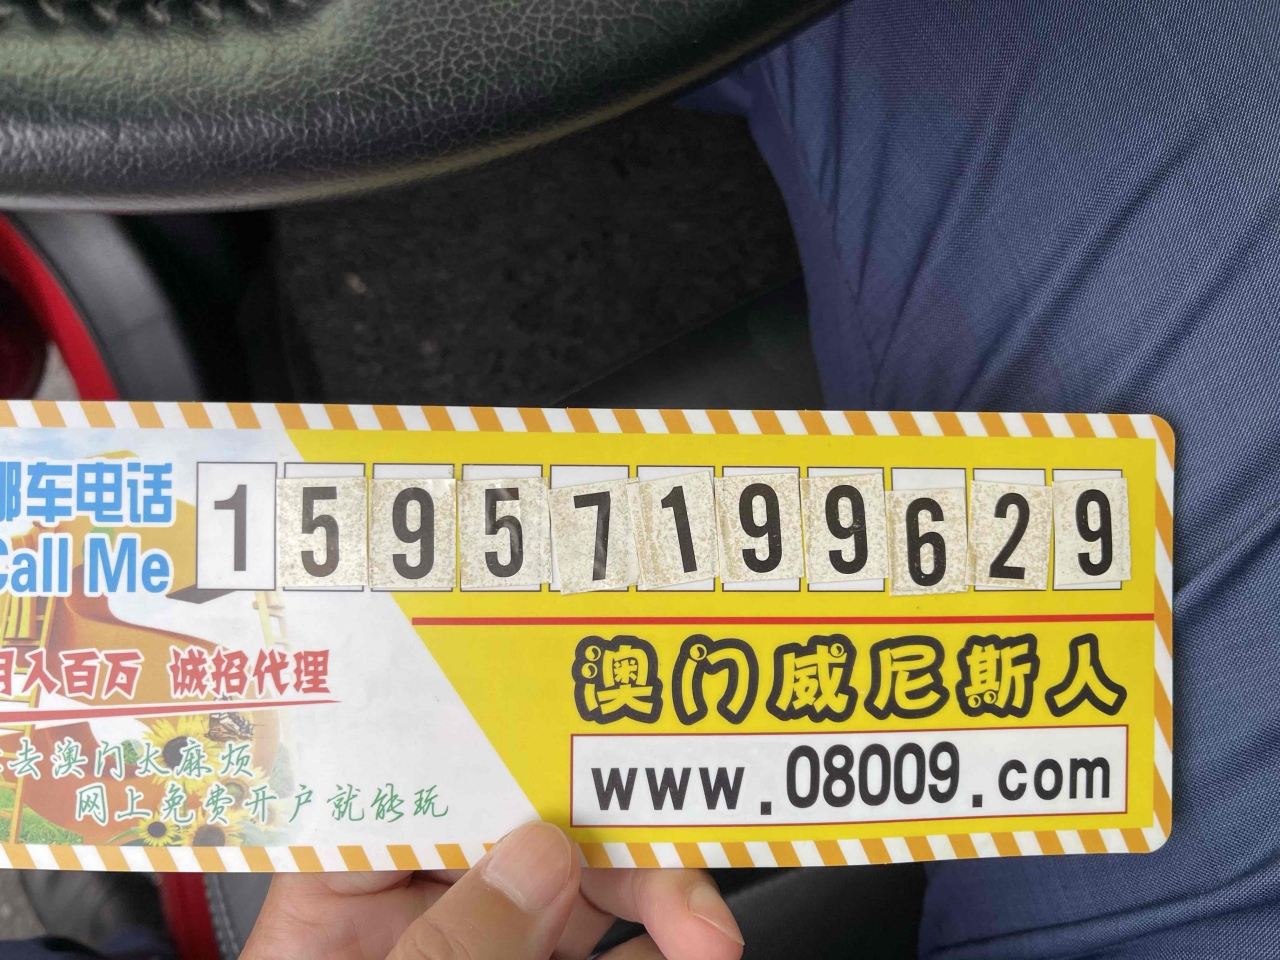 挪车电话
15957199629
Call Me
月入百万 诚招代理
去澳门太麻烦
网上免费开户就能玩
澳门威尼斯人
www.08009.com